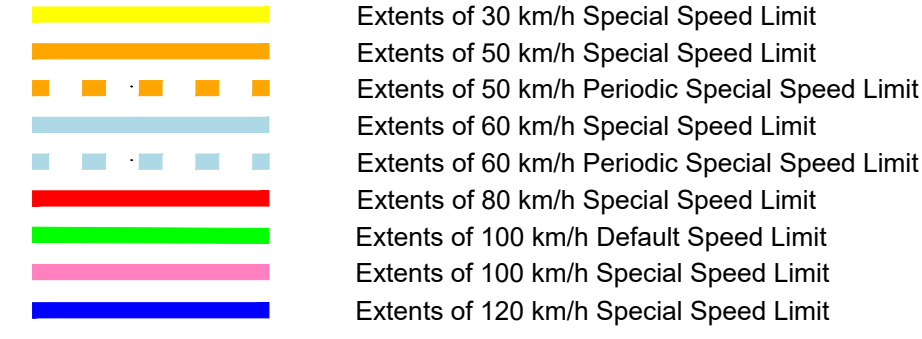 Extents of 30 km/h Special Speed Limit
Extents of 50 km/h Special Speed Limit
Extents of 50 km/h Periodic Special Speed Limit
Extents of 60 km/h Special Speed Limit
Extents of 60 km/h Periodic Special Speed Limit
Extents of 80 km/h Special Speed Limit
Extents of 100 km/h Default Speed Limit
Extents of 100 km/h Special Speed Limit
Extents of 120 km/h Special Speed Limit